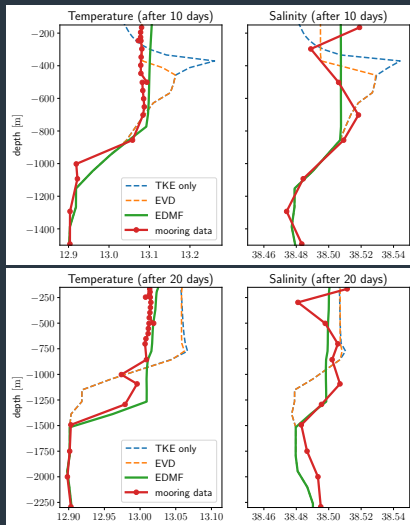 Temperature (after 10 days)
Salinity (after 10 days)
depth [m]
−200
−400
−600
−800
−1000
−1200
−1400
TKE only
EVD
EDMF
mooring data
12.9
13.0
13.1
13.2
38.46
38.48
38.50
38.52
38.54
Temperature (after 20 days)
Salinity (after 20 days)
depth [m]
−250
−500
−750
−1000
−1250
−1500
−1750
−2000
−2250
TKE only
EVD
EDMF
mooring data
12.90
12.95
13.00
13.05
13.10
38.46
38.48
38.50
38.52
38.54